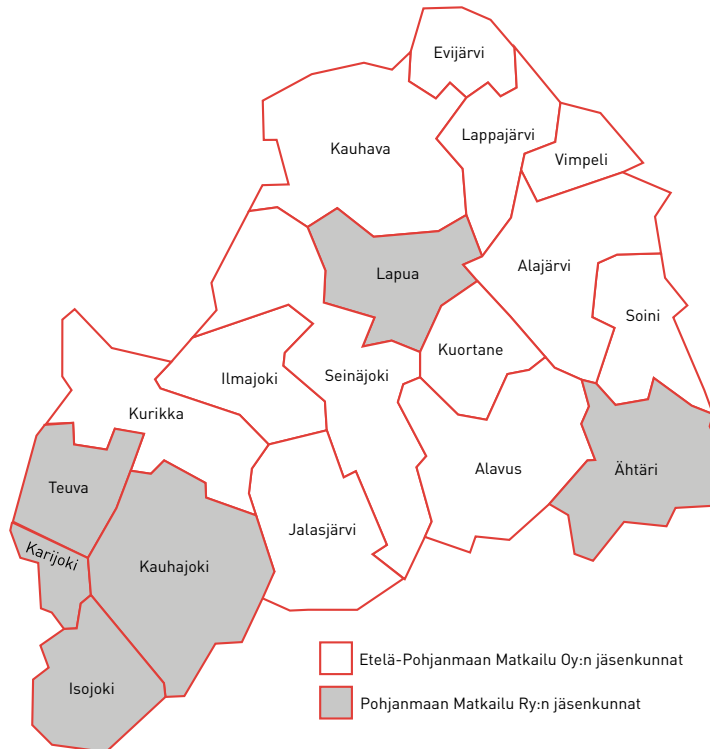 Evijärvi
Kauhava
Lappajärvi
Vimpeli
Lapua
Alajärvi
Soini
Ilmajoki
Seinäjoki
Kuortane
Kurikka
Teuva
Alavus
Ähtäri
Jalasjärvi
Karijoki
Kauhajoki
Isojoki
Etelä-Pohjanmaan Matkailu Oy:n jäsenkunnat
Pohjanmaan Matkailu Ry:n jäsenkunnat